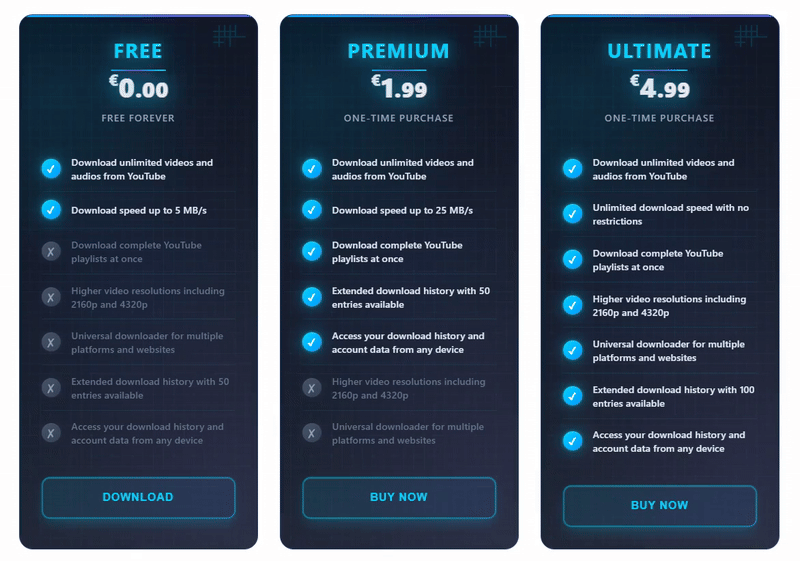 FREE
€0.00
FREE FOREVER
Download unlimited videos and
audios from YouTube
Download speed up to 5 MB/s
Download complete YouTube
playlists at once
Higher video resolutions including
2160p and 4320p
Universal downloader for multiple
platforms and websites
Extended download history with 50
entries available
Access your download history and
account data from any device
DOWNLOAD
PREMIUM
€1.99
ONE-TIME PURCHASE
Download unlimited videos and
audios from YouTube
Download speed up to 25 MB/s
Download complete YouTube
playlists at once
Extended download history with 50
entries available
Access your download history and
account data from any device
Higher video resolutions including
2160p and 4320p
Universal downloader for multiple
platforms and websites
BUY NOW
ULTIMATE
€4.99
ONE-TIME PURCHASE
Download unlimited videos and
audios from YouTube
Unlimited download speed with no
restrictions
Download complete YouTube
playlists at once
Higher video resolutions including
2160p and 4320p
Universal downloader for multiple
platforms and websites
Extended download history with 100
entries available
Access your download history and
account data from any device
BUY NOW